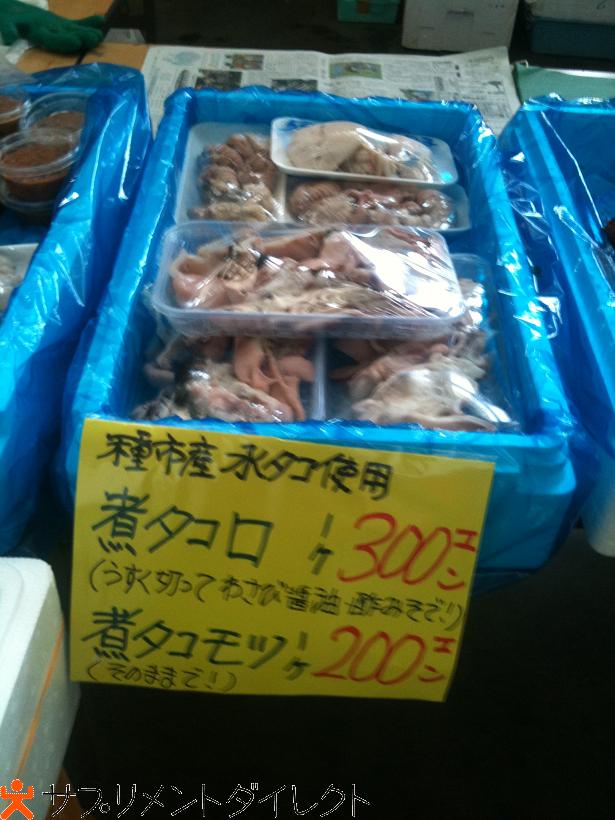 種市産 水タコ使用
煮タコ口 1ケ 300エン
(うすく切ってわさび醤油・酢みそで!)
煮タコモツ 1ケ 200エン
(そのままで!)
サプリメントダイレクト